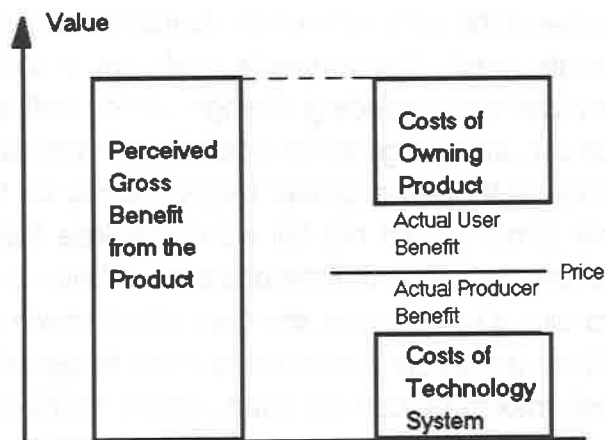 Value
Perceived
Gross
Benefit
from the
Product
Costs of
Owning
Product
Actual User
Benefit
Price
Actual Producer
Benefit
Costs of
Technology
System